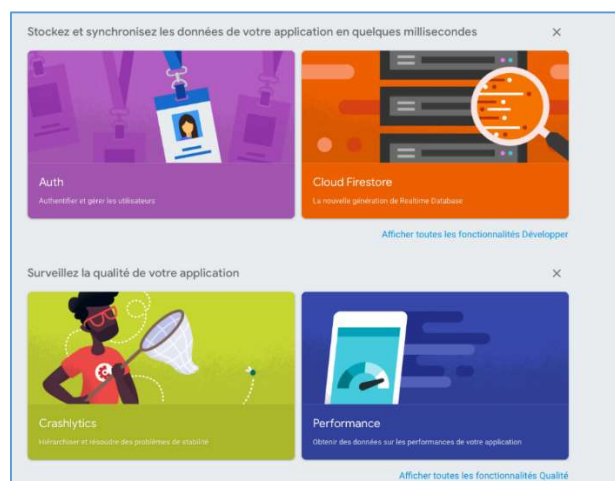 Stockez et synchronisez les données de votre application en quelques millisecondes
Auth
Authentifier et gérer les utilisateurs
Cloud Firestore
La nouvelle génération de Realtime Database
Afficher toutes les fonctionnalités Développer
Surveillez la qualité de votre application
Crashlytics
Hiérarchiser et résoudre des problèmes de stabilité
Performance
Obtenir des données sur les performances de votre application
Afficher toutes les fonctionnalités Qualité